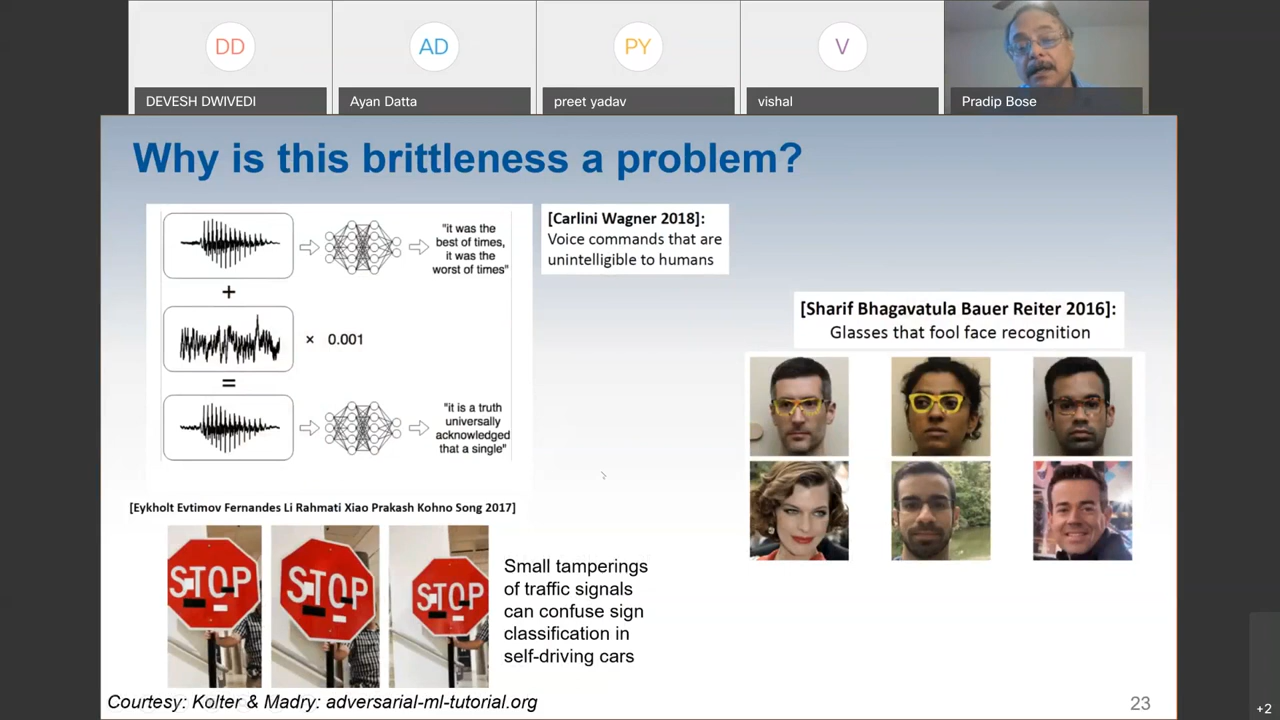 DD
AD
PY
V
DEVESH DWIVEDI
Ayan Datta
preet yadav
vishal
Pradip Bose
Why is this brittleness a problem?
"it was the
best of times,
it was the
worst of times"
+
× 0.001
=
"it is a truth
universally
acknowledged
that a single"
[Carlini Wagner 2018]:
Voice commands that are
unintelligible to humans
[Sharif Bhagavatula Bauer Reiter 2016]:
Glasses that fool face recognition
[Eykholt Evtimov Fernandes Li Rahmati Xiao Prakash Kohno Song 2017]
STOP
STOP
STOP
Small tamperings
of traffic signals
can confuse sign
classification in
self-driving cars
Courtesy: Kolter & Madry: adversarial-ml-tutorial.org
23
+2